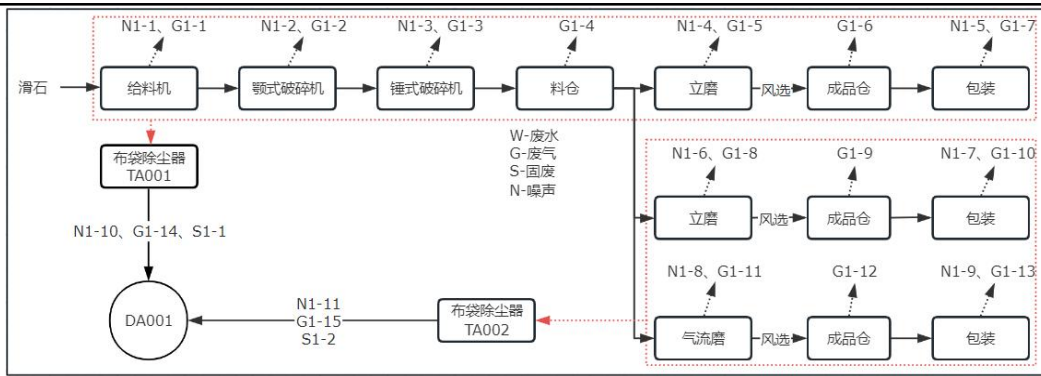 N1-1、G1-1
N1-2、G1-2
N1-3、G1-3
G1-4
N1-4、G1-5
G1-6
N1-5、G1-7
滑石
给料机
颚式破碎机
锤式破碎机
料仓
立磨
风选
成品仓
包装
布袋除尘器
TA001
W-废水
G-废气
S-固废
N-噪声
N1-6、G1-8
G1-9
N1-7、G1-10
立磨
风选
成品仓
包装
N1-10、G1-14、S1-1
N1-8、G1-11
G1-12
N1-9、G1-13
DA001
N1-11
G1-15
S1-2
布袋除尘器
TA002
气流磨
风选
成品仓
包装